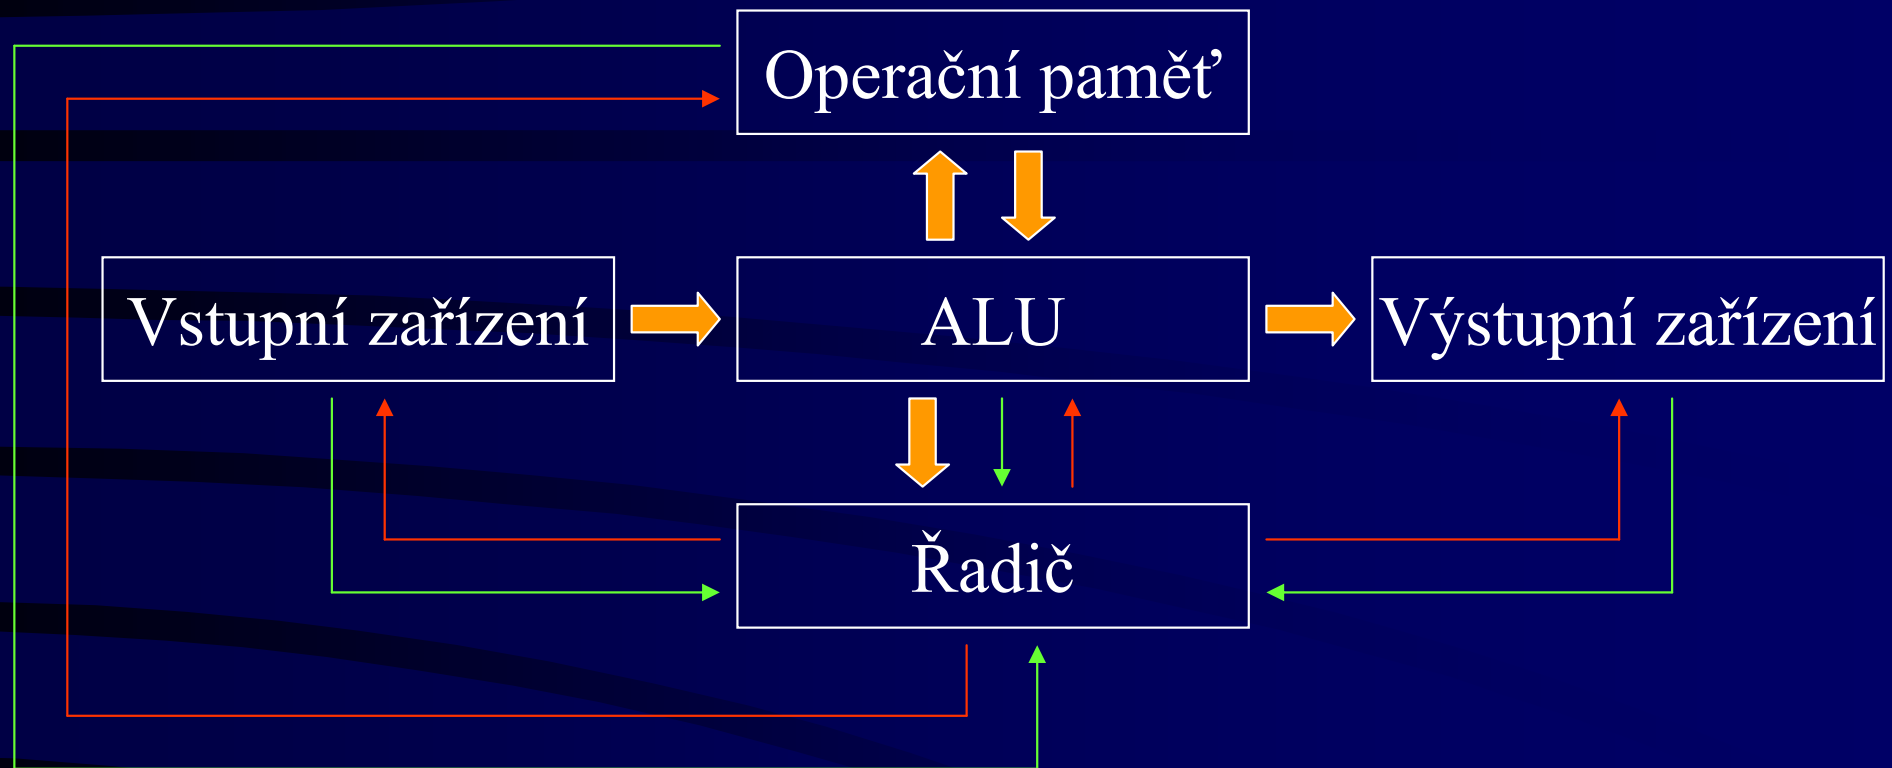 Operační paměť
Vstupní zařízení
ALU
Výstupní zařízení
Řadič